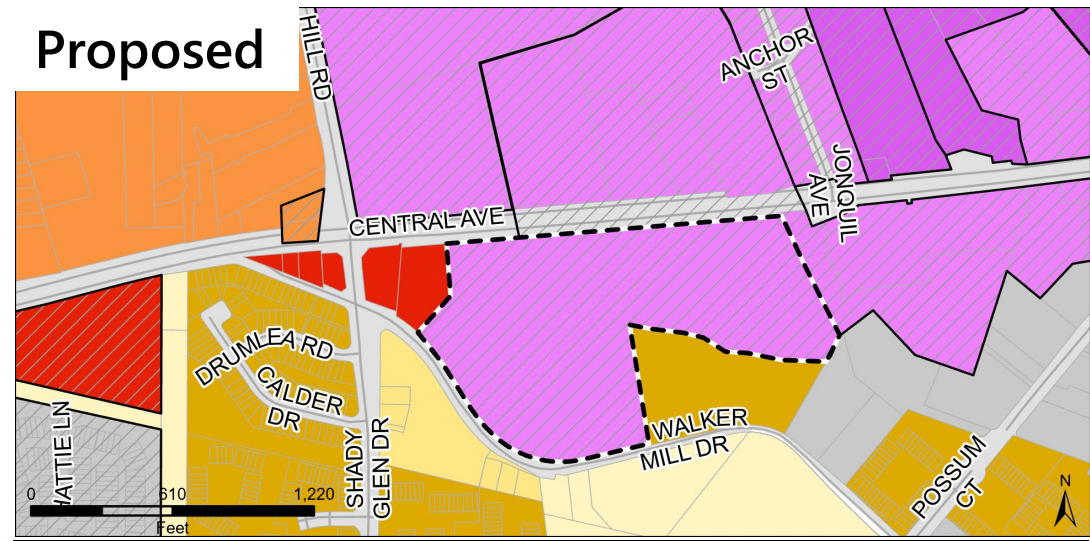 Proposed
HILL RD
ANCHOR
ST
JONQUIL
AVE
CENTRAL AVE
DRUMLEA RD
CALDER
DR
WALKER
MILL DR
SHADY
GLEN DR
HATTIE LN
POSSUM
CT
N
0 610 1,220
Feet